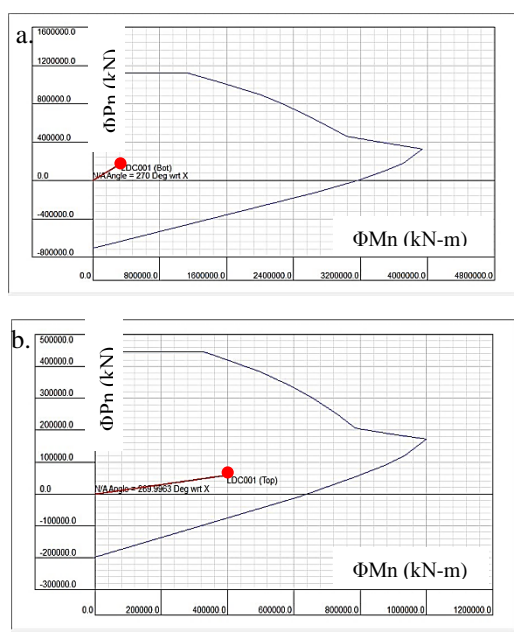 a.
1600000.0
1200000.0
800000.0
400000.0
0.0
-400000.0
-800000.0
ΦPn (kN)
LDC001 (Bot)
N/A Angle = 270 Deg wrt X
ΦMn (kN-m)
0.0 800000.0 1600000.0 2400000.0 3200000.0 4000000.0 4800000.0
b.
500000.0
400000.0
300000.0
200000.0
100000.0
0.0
-100000.0
-200000.0
-300000.0
ΦPn (kN)
LDC001 (Top)
N/A Angle = 269.9963 Deg wrt X
ΦMn (kN-m)
0.0 200000.0 400000.0 600000.0 800000.0 1000000.0 1200000.0